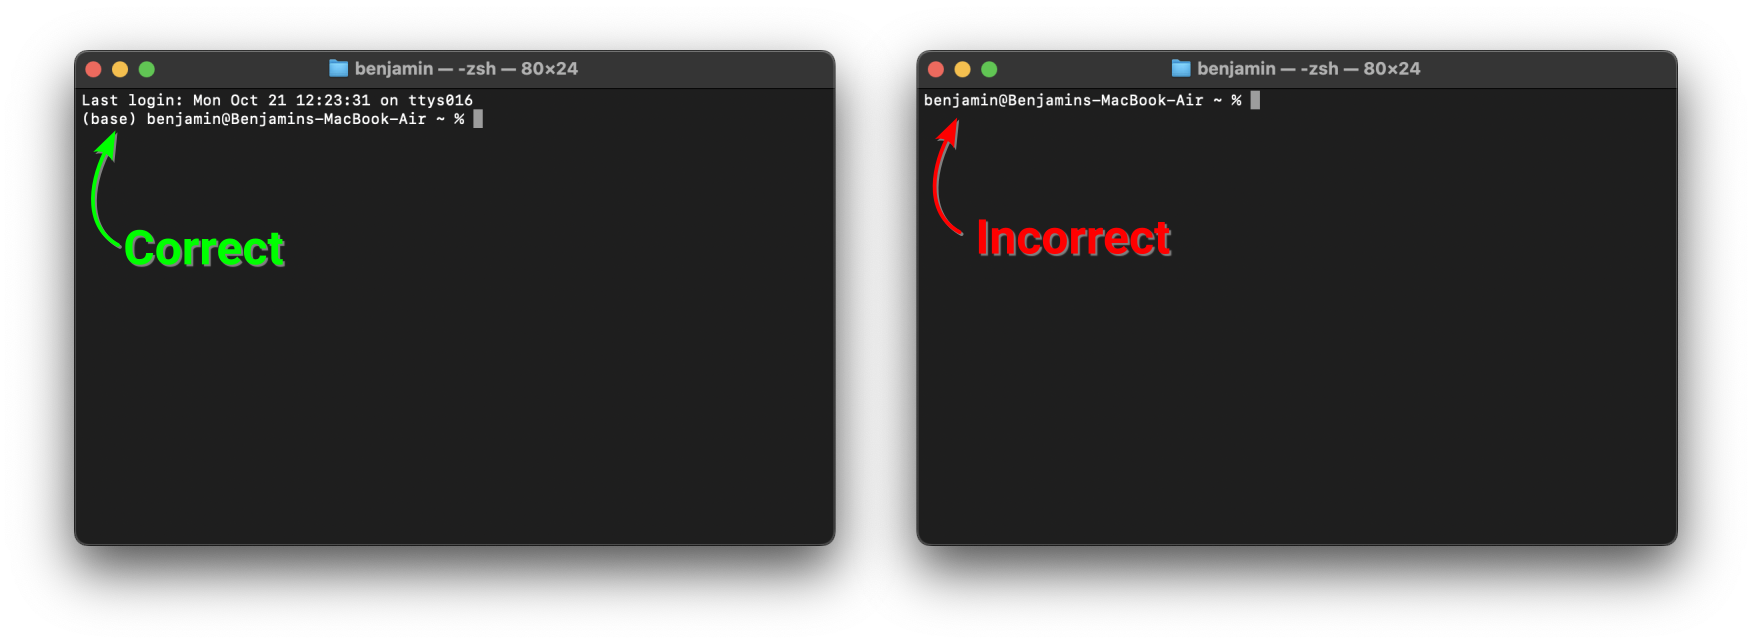 benjamin — -zsh — 80×24
Last login: Mon Oct 21 12:23:31 on ttys016
(base) benjamin@Benjamins-MacBook-Air ~ %
Correct
benjamin — -zsh — 80×24
benjamin@Benjamins-MacBook-Air ~ %
Incorrect